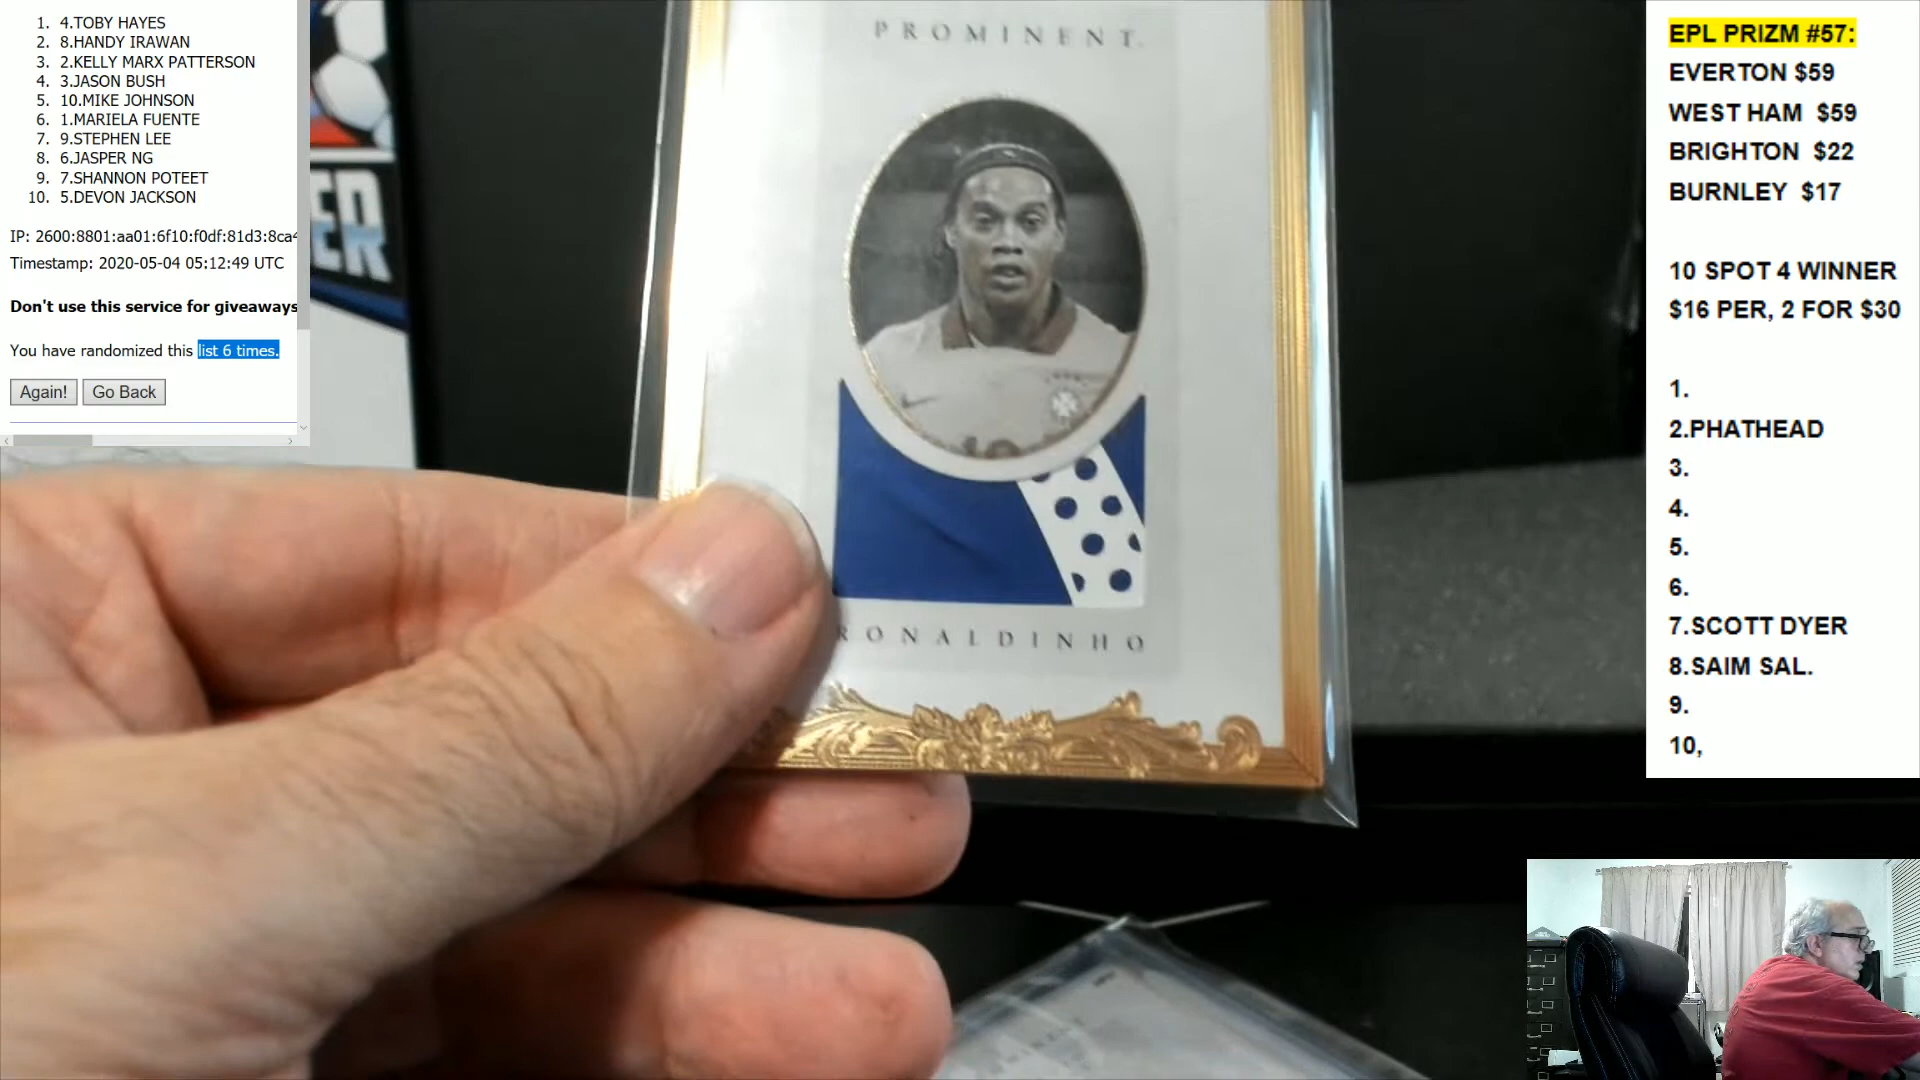 1. 4.TOBY HAYES
2. 8.HANDY IRAWAN
3. 2.KELLY MARX PATTERSON
4. 3.JASON BUSH
5. 10.MIKE JOHNSON
6. 1.MARIELA FUENTE
7. 9.STEPHEN LEE
8. 6.JASPER NG
9. 7.SHANNON POTEET
10. 5.DEVON JACKSON
IP: 2600:8801:aa01:6f10:f0df:81d3:8ca4
Timestamp: 2020-05-04 05:12:49 UTC
Don't use this service for giveaways
You have randomized this list 6 times.
Again! Go Back
PROMINENT
RONALDINHO
EPL PRIZM #57:
EVERTON $59
WEST HAM $59
BRIGHTON $22
BURNLEY $17
10 SPOT 4 WINNER
$16 PER, 2 FOR $30
1.
2.PHATHEAD
3.
4.
5.
6.
7.SCOTT DYER
8.SAIM SAL.
9.
10,